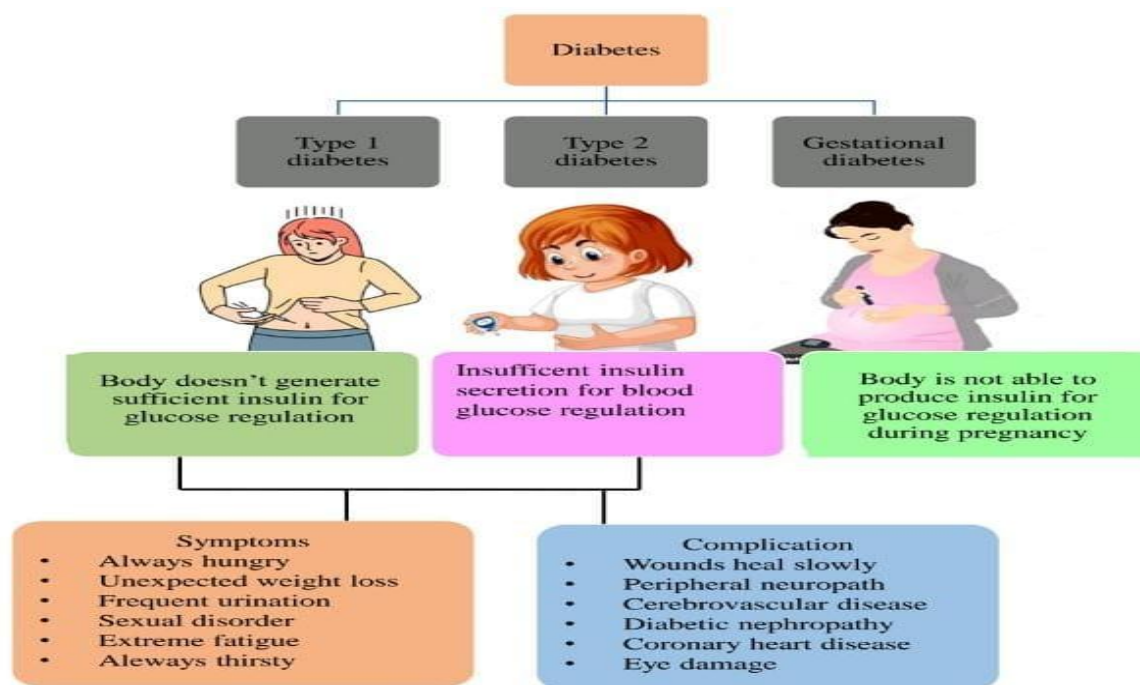 Diabetes
Type 1
diabetes
Type 2
diabetes
Gestational
diabetes
Body doesn't generate
sufficient insulin for
glucose regulation
Insufficent insulin
secretion for blood
glucose regulation
Body is not able to
produce insulin for
glucose regulation
during pregnancy
Symptoms
• Always hungry
• Unexpected weight loss
• Frequent urination
• Sexual disorder
• Extreme fatigue
• Aleways thirsty
Complication
• Wounds heal slowly
• Peripheral neuropath
• Cerebrovascular disease
• Diabetic nephropathy
• Coronary heart disease
• Eye damage